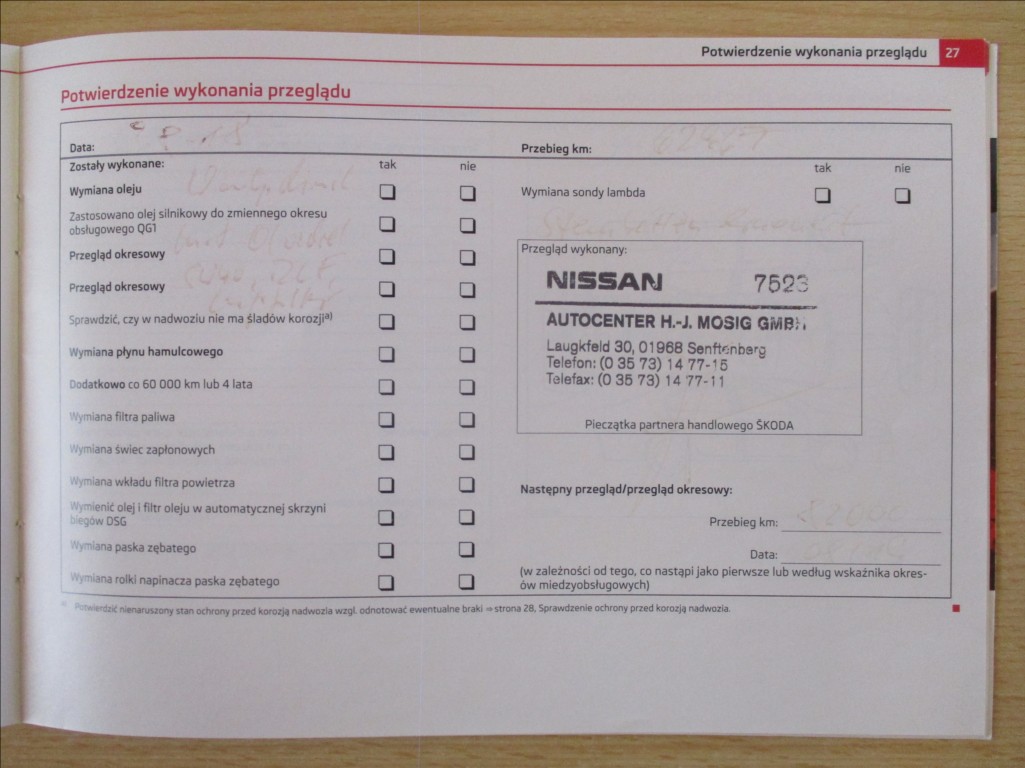 Potwierdzenie wykonania przeglądu 27
Potwierdzenie wykonania przeglądu
Data:
Zostały wykonane: tak nie
Wymiana oleju
Zastosowano olej silnikowy do zmiennego okresu
obsługowego QG1
Przegląd okresowy
Przegląd okresowy
Sprawdzić, czy w nadwoziu nie ma śladów korozji a)
Wymiana płynu hamulcowego
Dodatkowo co 60 000 km lub 4 lata
Wymiana filtra paliwa
Wymiana świec zapłonowych
Wymiana wkładu filtra powietrza
Wymienić olej i filtr oleju w automatycznej skrzyni
biegów DSG
Wymiana paska zębatego
Wymiana rolki napinacza paska zębatego
Przebieg km:
tak nie
Wymiana sondy lambda
Przegląd wykonany:
NISSAN 7523
AUTOCENTER H.-J. MOSIG GMBH
Laugkfeld 30, 01968 Senftenberg
Telefon: (0 35 73) 14 77-15
Telefax: (0 35 73) 14 77-11
Pieczątka partnera handlowego ŠKODA
Następny przegląd/przegląd okresowy:
Przebieg km: 82000
Data: 08/19
(w zależności od tego, co nastąpi jako pierwsze lub według wskaźnika okres-
ów miedzyobsługowych)
a) Potwierdzić nienaruszony stan ochrony przed korozją nadwozia wzgl. odnotować ewentualne braki ⇒ strona 28, Sprawdzenie ochrony przed korozją nadwozia.